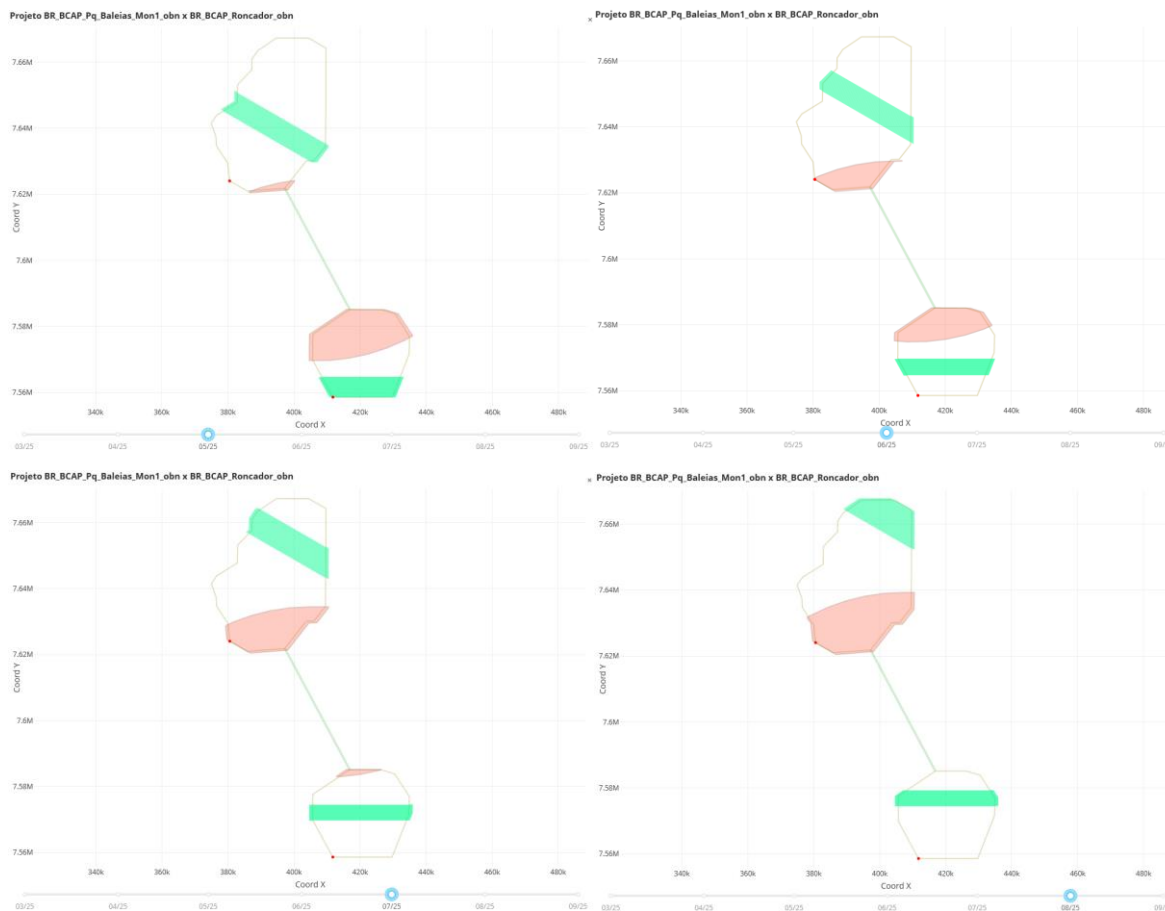 Projeto BR_BCAP_Pq_Baleias_Mon1_obn x BR_BCAP_Roncador_obn
7.66M
7.64M
7.62M
Coord Y
7.6M
7.58M
7.56M
340k 360k 380k 400k 420k 440k 460k 480k
Coord X
03/25 04/25 05/25 06/25 07/25 08/25 09/25
× Projeto BR_BCAP_Pq_Baleias_Mon1_obn x BR_BCAP_Roncador_obn
7.66M
7.64M
7.62M
Coord Y
7.6M
7.58M
7.56M
340k 360k 380k 400k 420k 440k 460k 480k
Coord X
03/25 04/25 05/25 06/25 07/25 08/25 09/
Projeto BR_BCAP_Pq_Baleias_Mon1_obn x BR_BCAP_Roncador_obn
7.66M
7.64M
7.62M
Coord Y
7.6M
7.58M
7.56M
340k 360k 380k 400k 420k 440k 460k 480k
Coord X
03/25 04/25 05/25 06/25 07/25 08/25 09/25
× Projeto BR_BCAP_Pq_Baleias_Mon1_obn x BR_BCAP_Roncador_obn
7.66M
7.64M
7.62M
Coord Y
7.6M
7.58M
7.56M
340k 360k 380k 400k 420k 440k 460k 480k
Coord X
03/25 04/25 05/25 06/25 07/25 08/25 09/